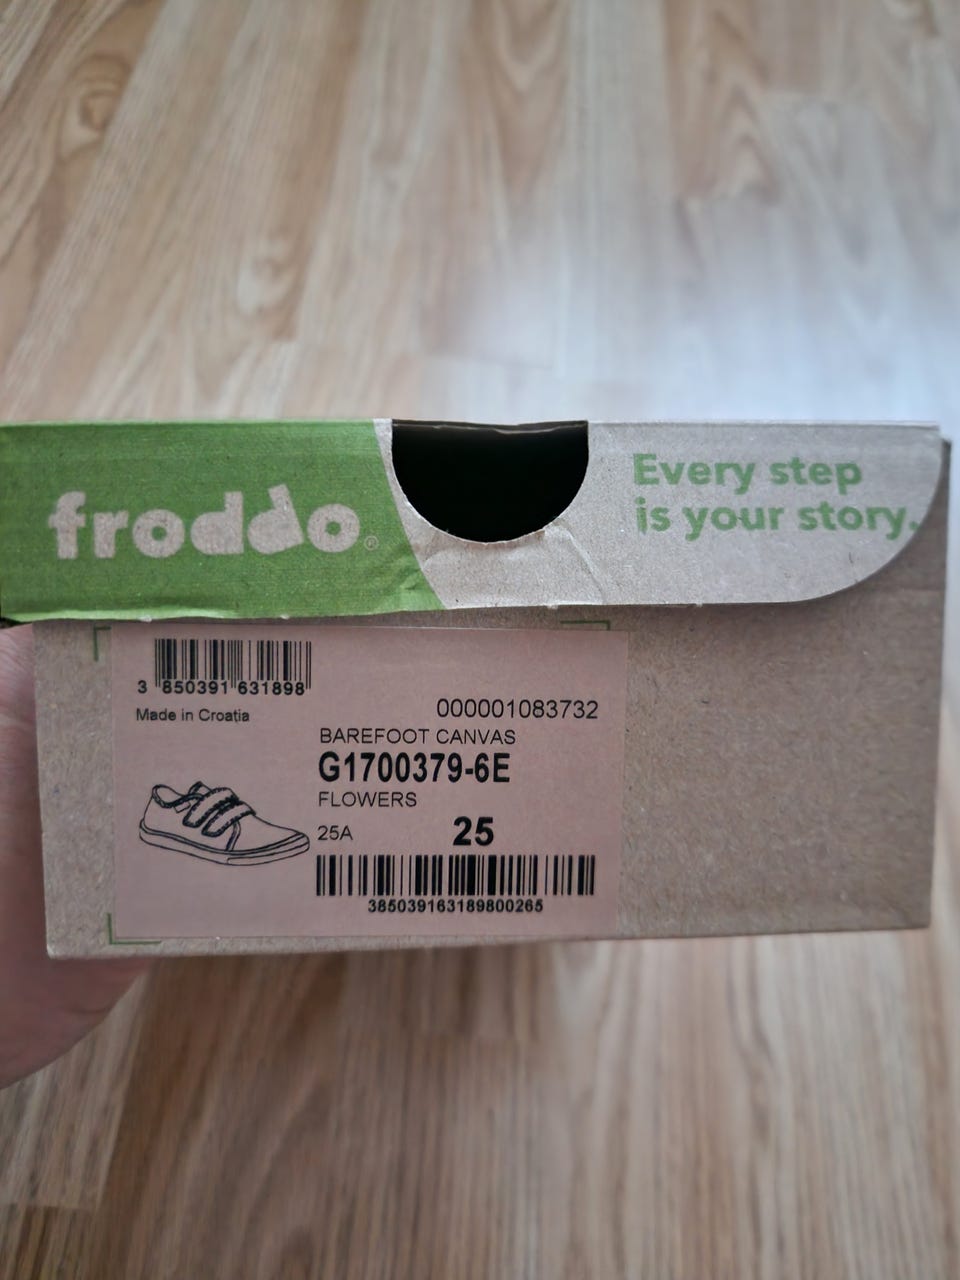 froddo®
Every step
is your story.
3 850391 631898
Made in Croatia
000001083732
BAREFOOT CANVAS
G1700379-6E
FLOWERS
25A 25
385039163189800265